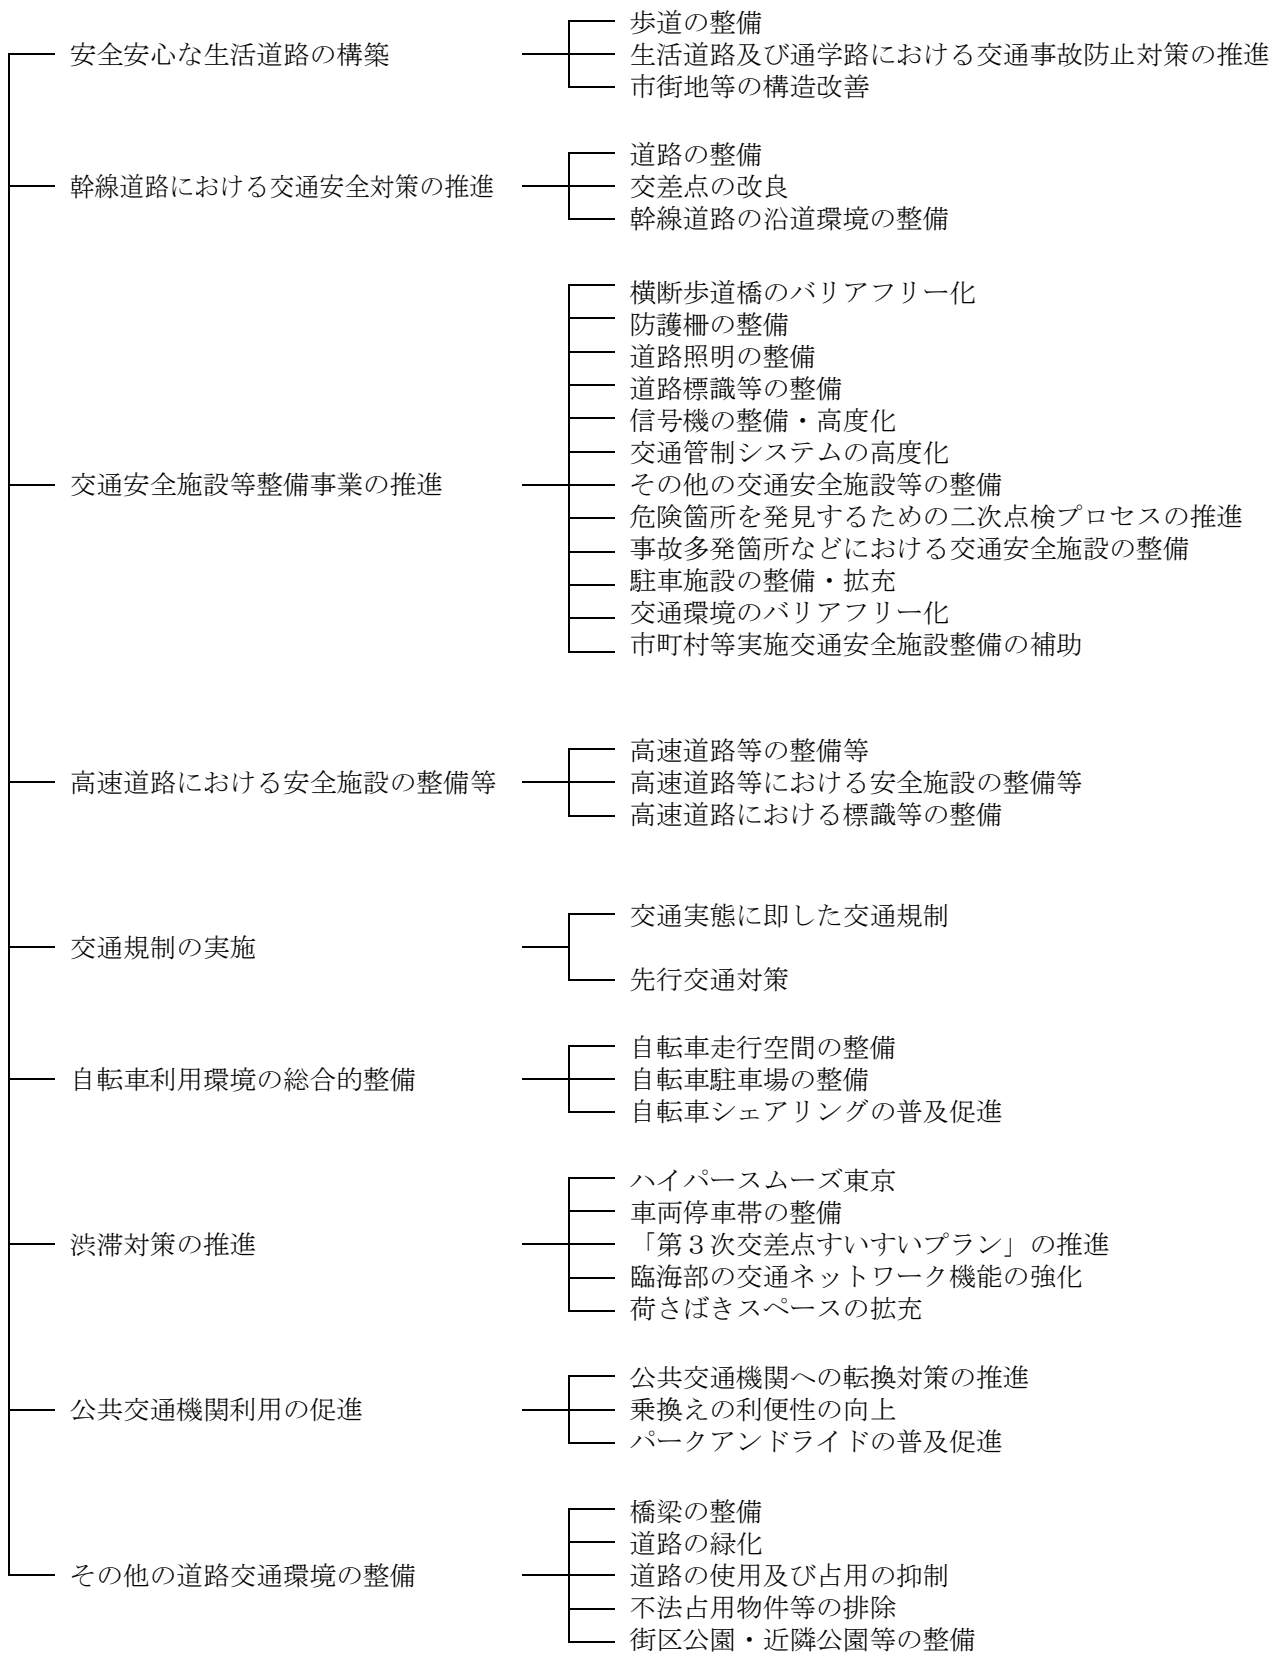 安全安心な生活道路の構築
歩道の整備
生活道路及び通学路における交通事故防止対策の推進
市街地等の構造改善
幹線道路における交通安全対策の推進
道路の整備
交差点の改良
幹線道路の沿道環境の整備
交通安全施設等整備事業の推進
横断歩道橋のバリアフリー化
防護柵の整備
道路照明の整備
道路標識等の整備
信号機の整備・高度化
交通管制システムの高度化
その他の交通安全施設等の整備
危険箇所を発見するための二次点検プロセスの推進
事故多発箇所などにおける交通安全施設の整備
駐車施設の整備・拡充
交通環境のバリアフリー化
市町村等実施交通安全施設整備の補助
高速道路における安全施設の整備等
高速道路等の整備等
高速道路等における安全施設の整備等
高速道路における標識等の整備
交通規制の実施
交通実態に即した交通規制
先行交通対策
自転車利用環境の総合的整備
自転車走行空間の整備
自転車駐車場の整備
自転車シェアリングの普及促進
渋滞対策の推進
ハイパースムーズ東京
車両停車帯の整備
「第３次交差点すいすいプラン」の推進
臨海部の交通ネットワーク機能の強化
荷さばきスペースの拡充
公共交通機関利用の促進
公共交通機関への転換対策の推進
乗換えの利便性の向上
パークアンドライドの普及促進
その他の道路交通環境の整備
橋梁の整備
道路の緑化
道路の使用及び占用の抑制
不法占用物件等の排除
街区公園・近隣公園等の整備